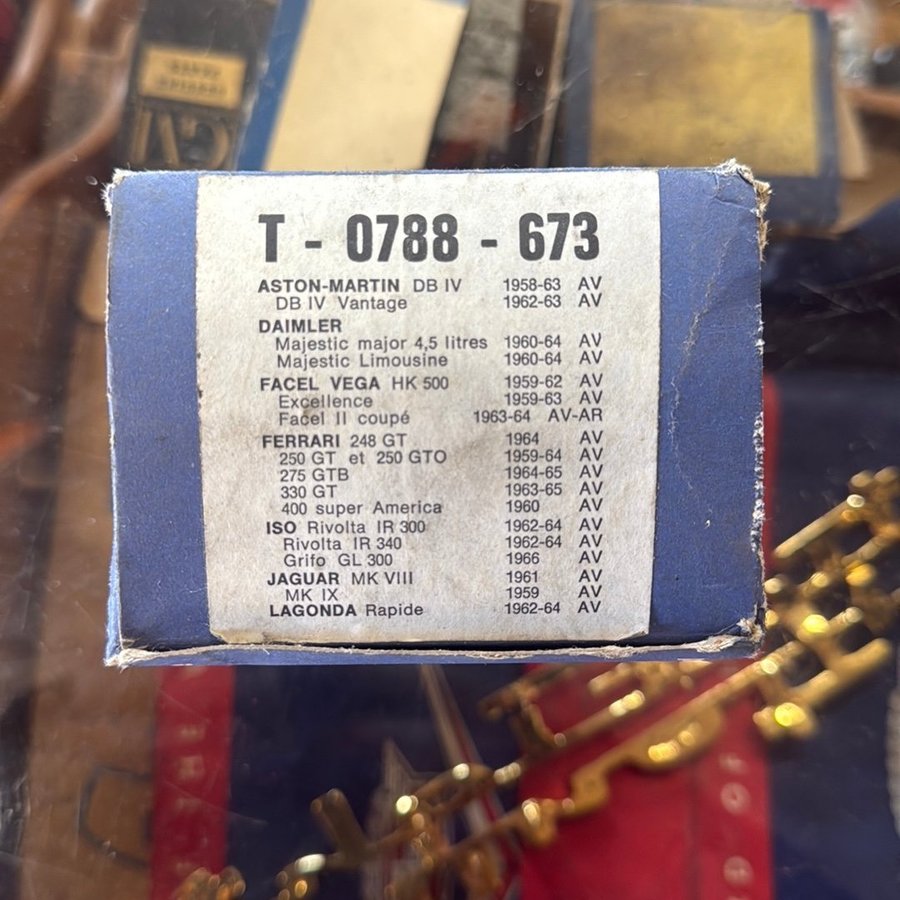 T - 0788 - 673
ASTON-MARTIN DB IV 1958-63 AV
DB IV Vantage 1962-63 AV
DAIMLER
Majestic major 4,5 litres 1960-64 AV
Majestic Limousine 1960-64 AV
FACEL VEGA HK 500 1959-62 AV
Excellence 1959-63 AV
Facel II coupé 1963-64 AV-AR
FERRARI 248 GT 1964 AV
250 GT et 250 GTO 1959-64 AV
275 GTB 1964-65 AV
330 GT 1963-65 AV
400 super America 1960 AV
ISO Rivolta IR 300 1962-64 AV
Rivolta IR 340 1962-64 AV
Grifo GL 300 1966 AV
JAGUAR MK VIII 1961 AV
MK IX 1959 AV
LAGONDA Rapide 1962-64 AV